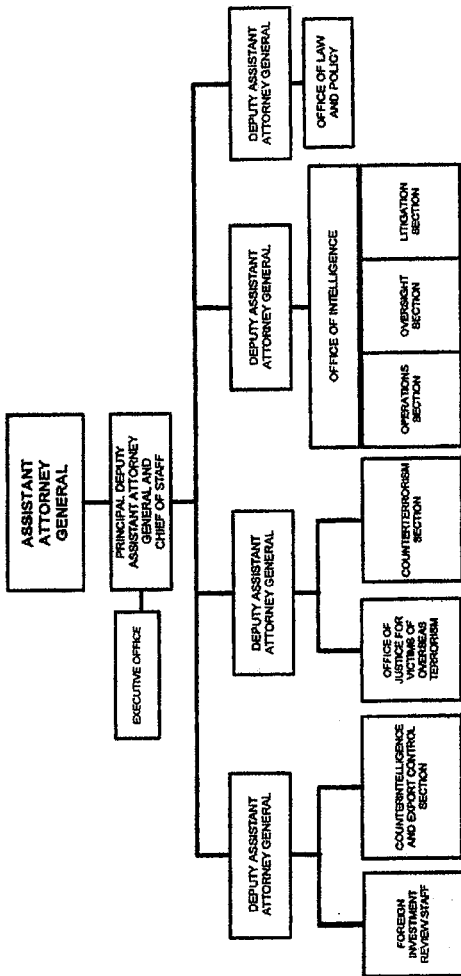 ASSISTANT
ATTORNEY
GENERAL
PRINCIPAL DEPUTY
ASSISTANT ATTORNEY
GENERAL AND
CHIEF OF STAFF
EXECUTIVE OFFICE
DEPUTY ASSISTANT
ATTORNEY GENERAL
DEPUTY ASSISTANT
ATTORNEY GENERAL
DEPUTY ASSISTANT
ATTORNEY GENERAL
DEPUTY ASSISTANT
ATTORNEY GENERAL
FOREIGN
INVESTMENT
REVIEW STAFF
COUNTERINTELLIGENCE
AND EXPORT CONTROL
SECTION
OFFICE OF
JUSTICE FOR
VICTIMS OF
OVERSEAS
TERRORISM
COUNTERTERRORISM
SECTION
OFFICE OF INTELLIGENCE
OPERATIONS
SECTION
OVERSIGHT
SECTION
LITIGATION
SECTION
OFFICE OF LAW
AND POLICY